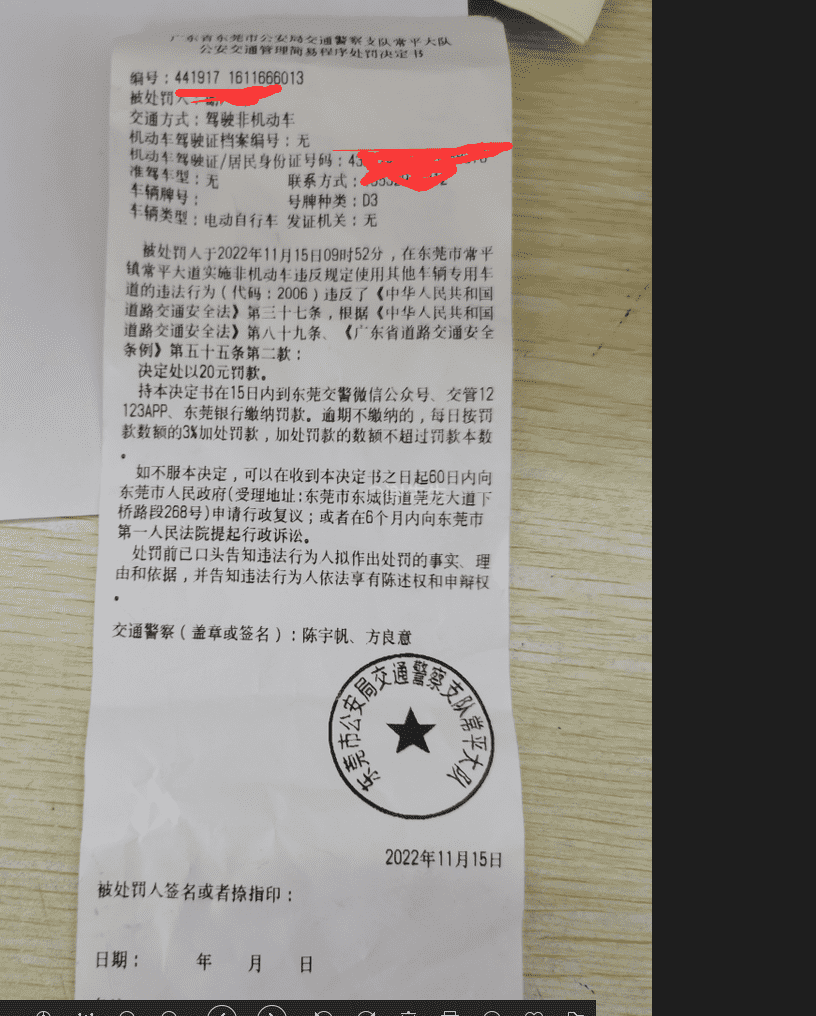 广东省东莞市公安局交通警察支队常平大队
公安交通管理简易程序处罚决定书
编号：441917 1611666013
被处罚人：
交通方式：驾驶非机动车
机动车驾驶证档案编号：无
机动车驾驶证/居民身份证号码：43
准驾车型：无 联系方式：
车辆牌号： 号牌种类：D3
车辆类型：电动自行车 发证机关：无
被处罚人于2022年11月15日09时52分，在东莞市常平
镇常平大道实施非机动车违反规定使用其他车辆专用车
道的违法行为（代码：2006）违反了《中华人民共和国
道路交通安全法》第三十七条，根据《中华人民共和国
道路交通安全法》第八十九条、《广东省道路交通安全
条例》第五十五条第二款：
决定处以20元罚款。
持本决定书在15日内到东莞交警微信公众号、交管12
123APP、东莞银行缴纳罚款。逾期不缴纳的，每日按罚
款数额的3%加处罚款，加处罚款的数额不超过罚款本数
。
如不服本决定，可以在收到本决定书之日起60日内向
东莞市人民政府(受理地址:东莞市东城街道莞龙大道下
桥路段268号)申请行政复议；或者在6个月内向东莞市
第一人民法院提起行政诉讼。
处罚前已口头告知违法行为人拟作出处罚的事实、理
由和依据，并告知违法行为人依法享有陈述权和申辩权
。
交通警察（盖章或签名）：陈宇帆、方良意
东莞市公安局交通警察支队常平大队
2022年11月15日
被处罚人签名或者捺指印：
日期： 年 月 日